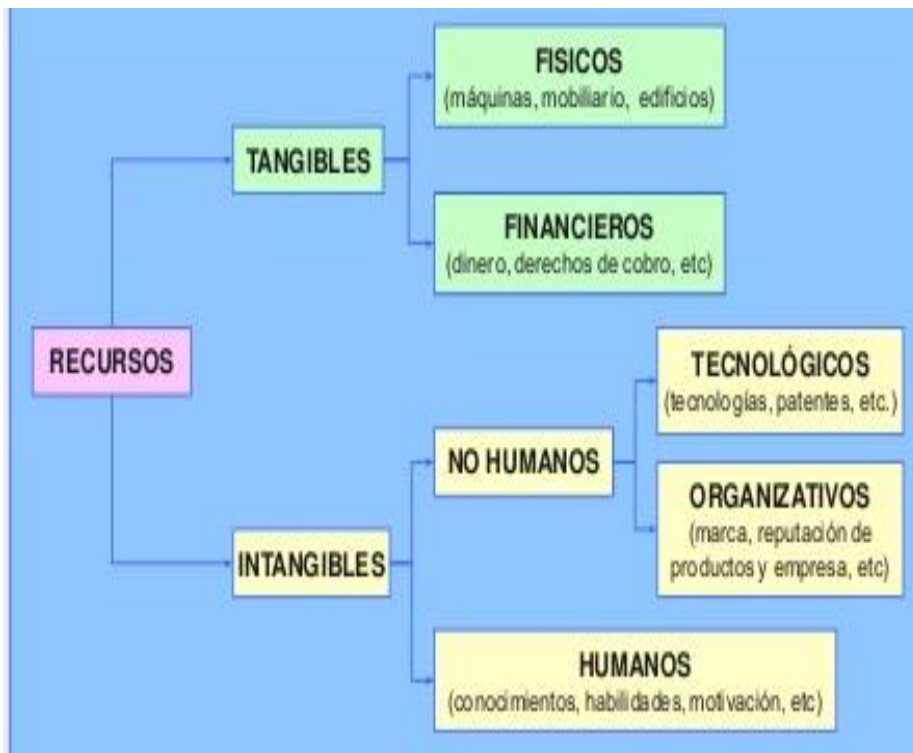 FISICOS
(máquinas, mobiliario, edificios)
TANGIBLES
FINANCIEROS
(dinero, derechos de cobro, etc)
RECURSOS
TECNOLÓGICOS
(tecnologías, patentes, etc.)
NO HUMANOS
ORGANIZATIVOS
(marca, reputación de
productos y empresa, etc)
INTANGIBLES
HUMANOS
(conocimientos, habilidades, motivación, etc)